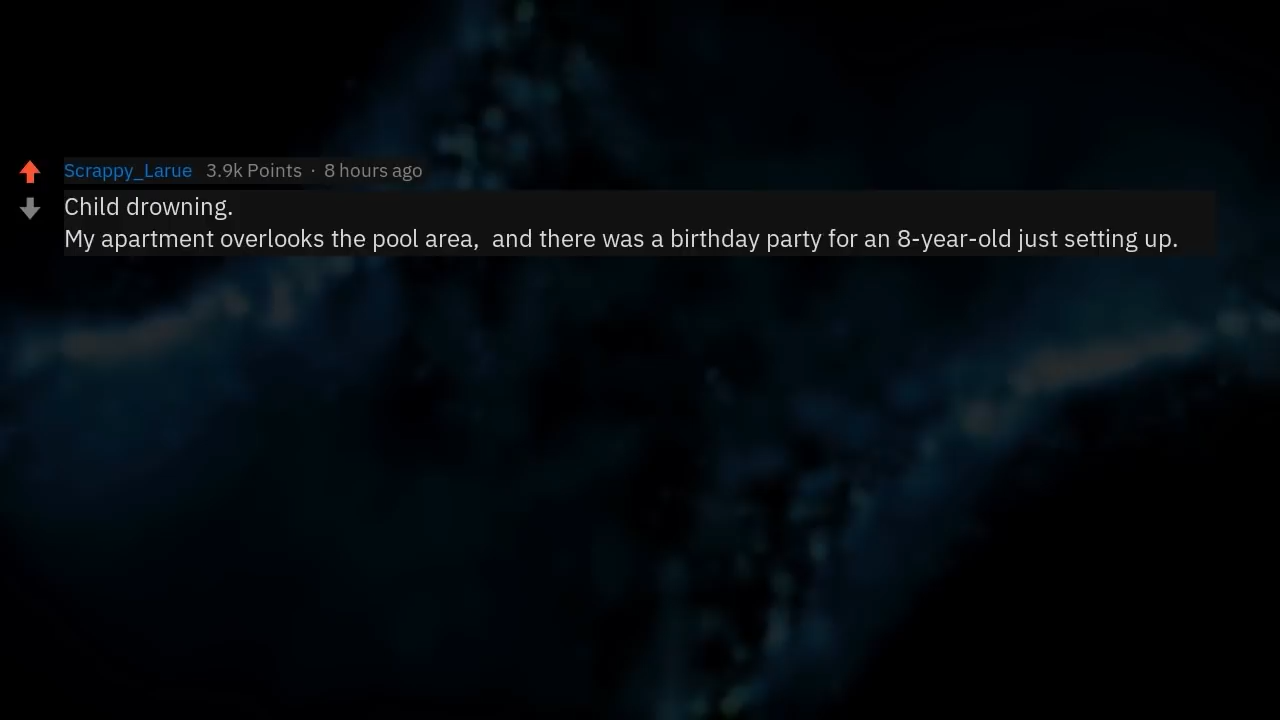 Scrappy_Larue 3.9k Points · 8 hours ago
Child drowning.
My apartment overlooks the pool area,  and there was a birthday party for an 8-year-old just setting up.